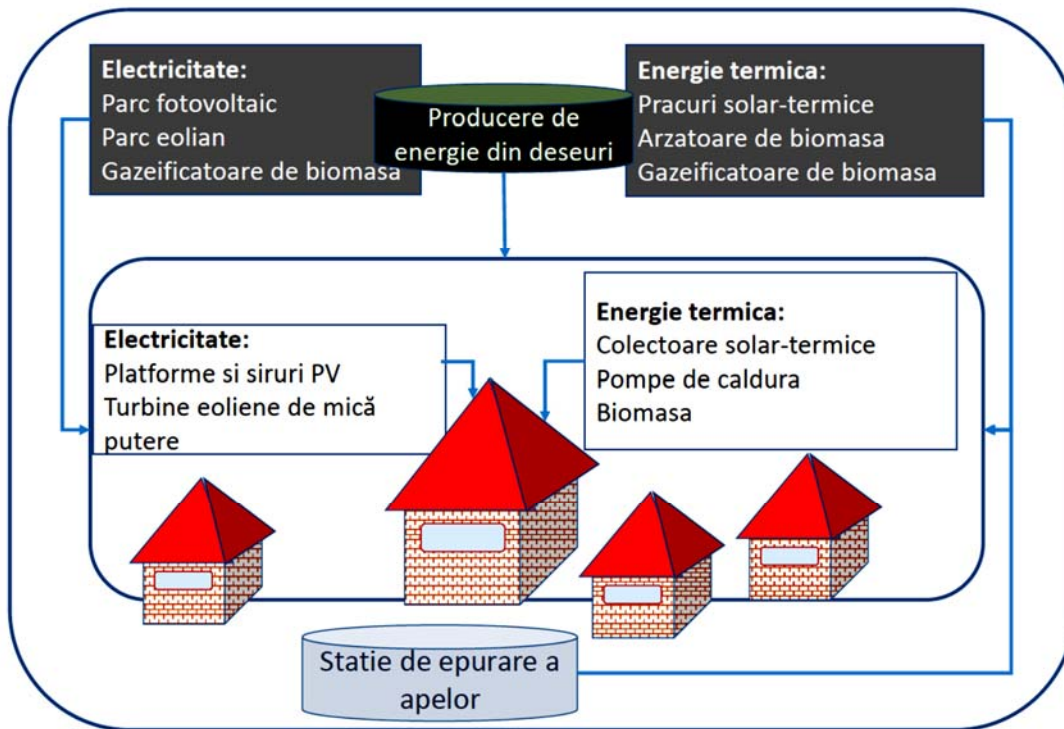 Electricitate:
Parc fotovoltaic
Parc eolian
Gazeificatoare de biomasa
Producere de
energie din deseuri
Energie termica:
Pracuri solar-termice
Arzatoare de biomasa
Gazeificatoare de biomasa
Electricitate:
Platforme si siruri PV
Turbine eoliene de mică
putere
Energie termica:
Colectoare solar-termice
Pompe de caldura
Biomasa
Statie de epurare a
apelor